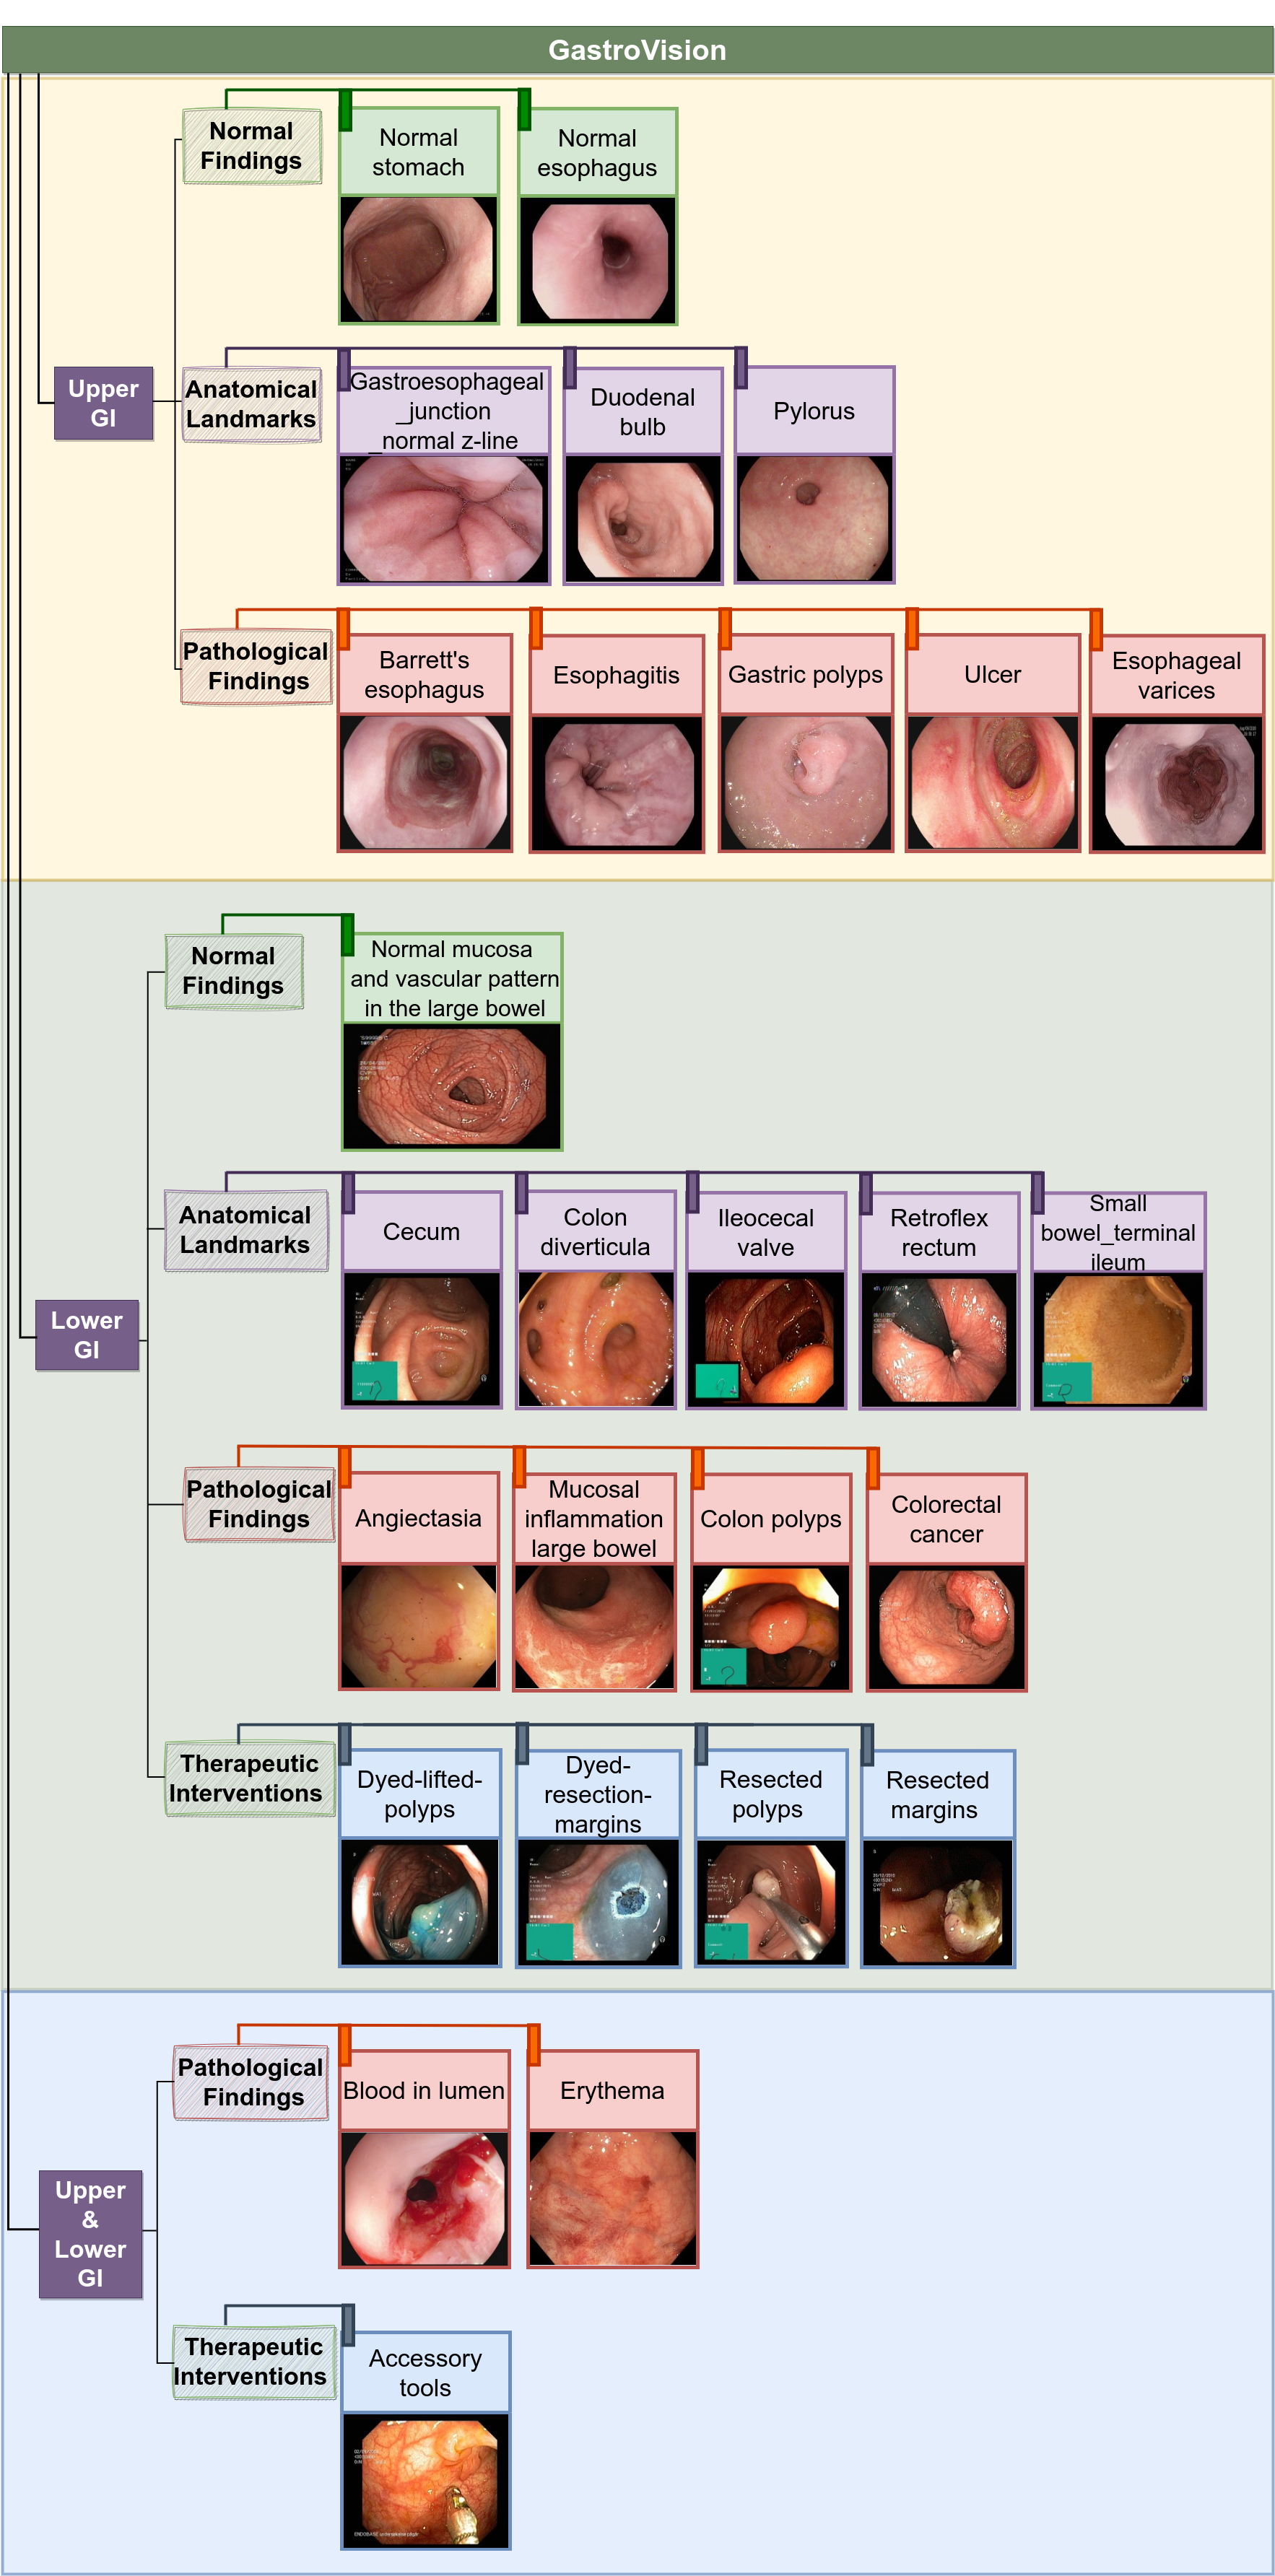 GastroVision
Normal
Findings
Normal
stomach
Normal
esophagus
Upper
GI
Anatomical
Landmarks
Gastroesophageal
_junction
_normal z-line
Duodenal
bulb
Pylorus
Pathological
Findings
Barrett's
esophagus
Esophagitis
Gastric polyps
Ulcer
Esophageal
varices
Normal
Findings
Normal mucosa
and vascular pattern
in the large bowel
Lower
GI
Anatomical
Landmarks
Cecum
Colon
diverticula
Ileocecal
valve
Retroflex
rectum
Small
bowel_terminal
ileum
Pathological
Findings
Angiectasia
Mucosal
inflammation
large bowel
Colon polyps
Colorectal
cancer
Therapeutic
Interventions
Dyed-lifted-
polyps
Dyed-
resection-
margins
Resected
polyps
Resected
margins
Upper
&
Lower
GI
Pathological
Findings
Blood in lumen
Erythema
Therapeutic
Interventions
Accessory
tools